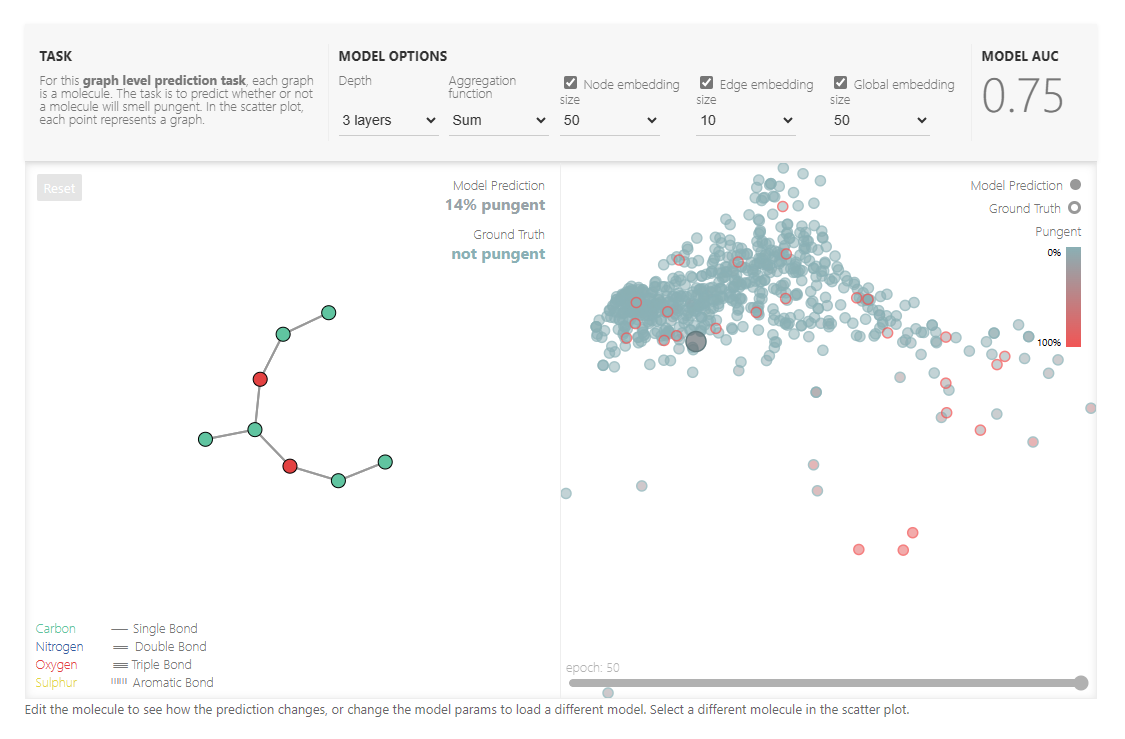 TASK
For this graph level prediction task, each graph
is a molecule. The task is to predict whether or not
a molecule will smell pungent. In the scatter plot,
each point represents a graph.
MODEL OPTIONS
Depth
3 layers
Aggregation
function
Sum
Node embedding
size
50
Edge embedding
size
10
Global embedding
size
50
MODEL AUC
0.75
Reset
Model Prediction
14% pungent
Ground Truth
not pungent
Carbon
Single Bond
Nitrogen
Double Bond
Oxygen
Triple Bond
Sulphur
Aromatic Bond
Model Prediction
Ground Truth
Pungent
0%
100%
epoch: 50
Edit the molecule to see how the prediction changes, or change the model params to load a different model. Select a different molecule in the scatter plot.